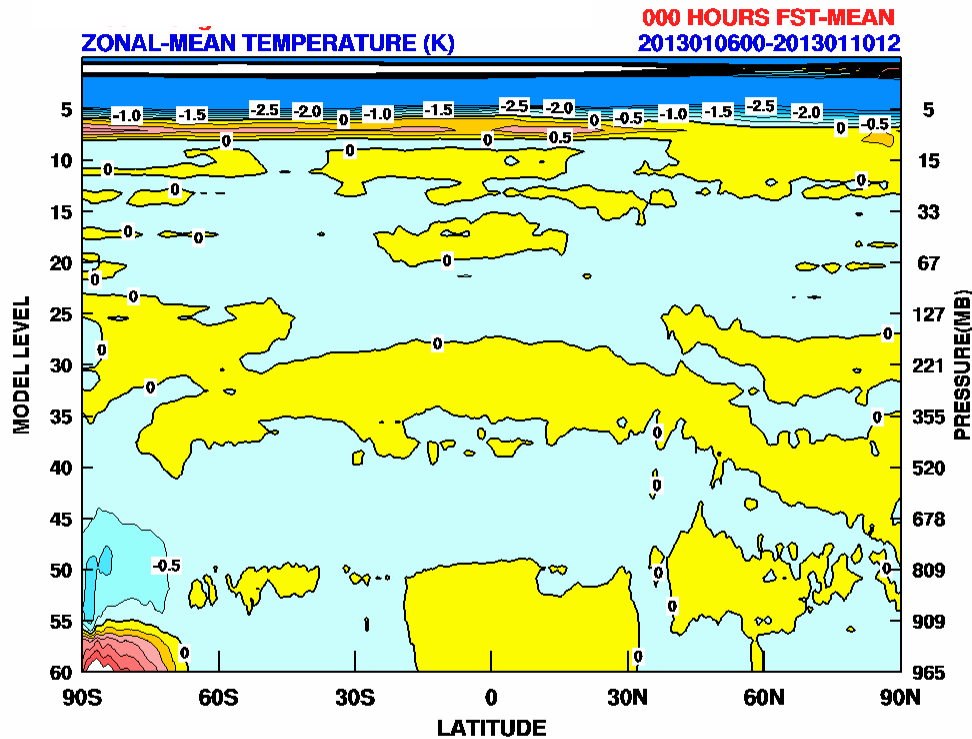 000 HOURS FST-MEAN
ZONAL-MEAN TEMPERATURE (K) 2013010600-2013011012
5 -1.0 -1.5 -2.5 -2.0 0 -1.0 -1.5 -2.5 -2.0 0 -0.5 -1.0 -1.5 -2.5 -2.0 0 -0.5 5
0 0 0.5
10 0 0 15
0 0
15 33
0 0
20 0 67
0
0
25 127
0 0
0
30 221
0
35 0 355
0
40 520
0
45 678
-0.5
50 0 0 809
0
55 909
0 0
60 965
90S 60S 30S 0 30N 60N 90N
LATITUDE
MODEL LEVEL
PRESSURE(MB)